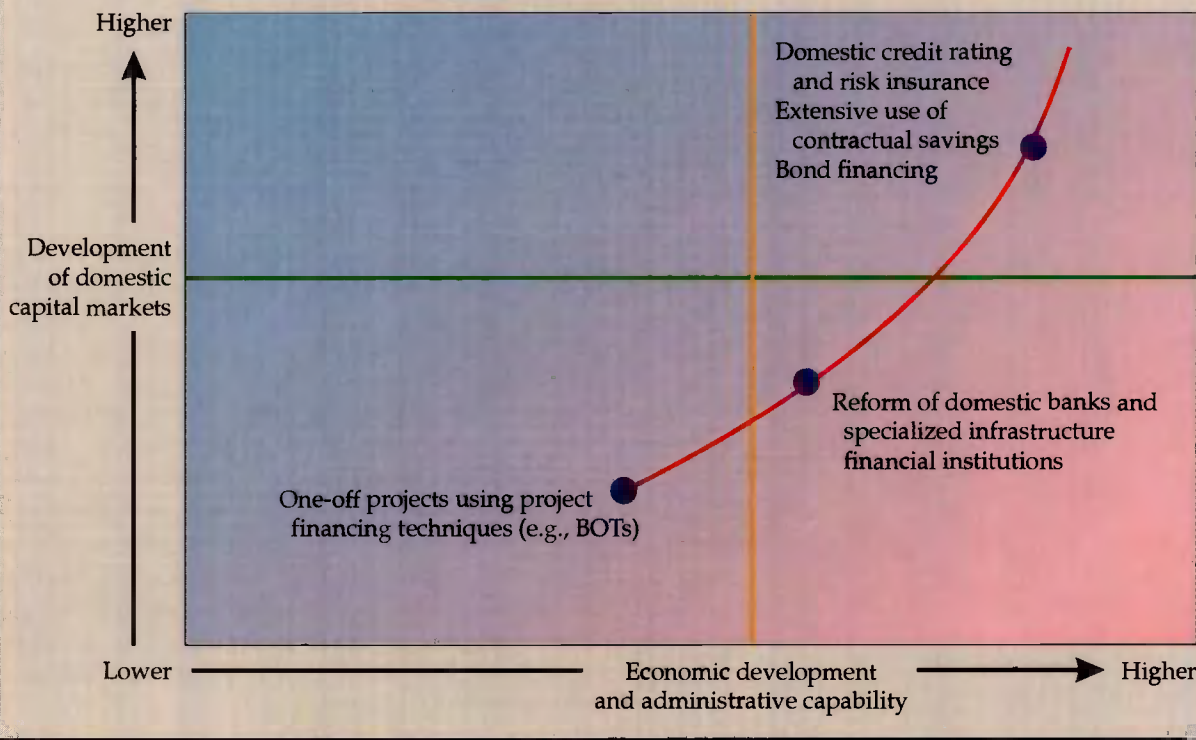 Higher
Domestic credit rating
and risk insurance
Extensive use of
contractual savings
Bond financing
Development
of domestic
capital markets
Reform of domestic banks and
specialized infrastructure
financial institutions
One-off projects using project
financing techniques (e.g., BOTs)
Lower
Economic development
and administrative capability
Higher